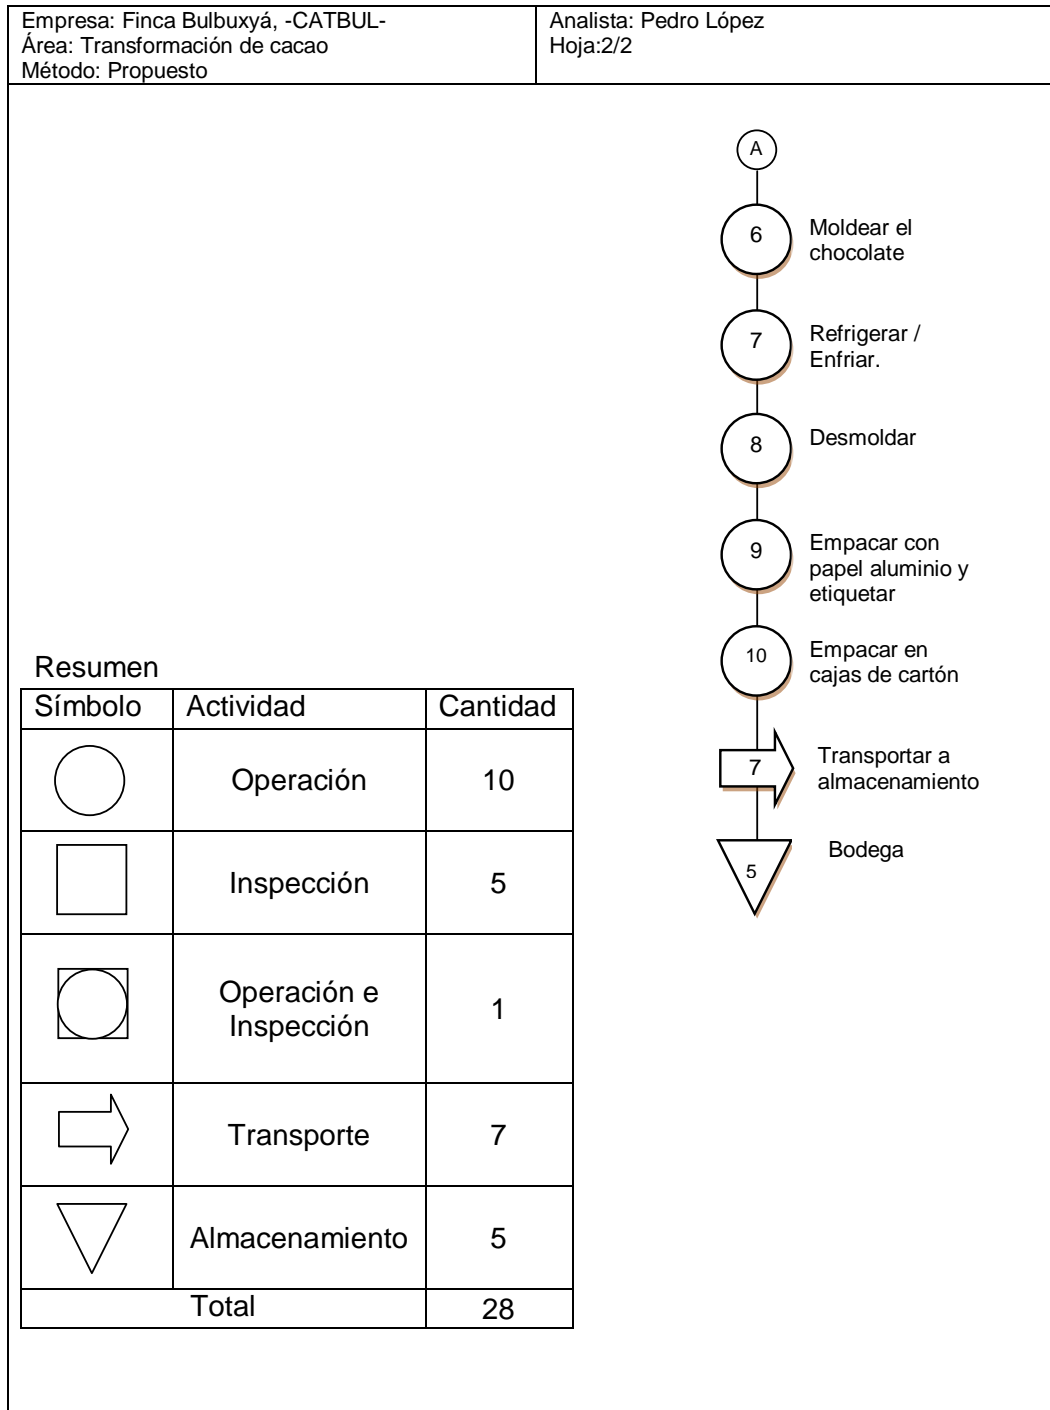 Empresa: Finca Bulbuxyá, -CATBUL-
Área: Transformación de cacao
Método: Propuesto
Analista: Pedro López
Hoja:2/2
A
6
Moldear el
chocolate
7
Refrigerar /
Enfriar.
8
Desmoldar
9
Empacar con
papel aluminio y
etiquetar
10
Empacar en
cajas de cartón
7
Transportar a
almacenamiento
5
Bodega
Resumen
Símbolo Actividad Cantidad
Operación 10
Inspección 5
Operación e
Inspección 1
Transporte 7
Almacenamiento 5
Total 28